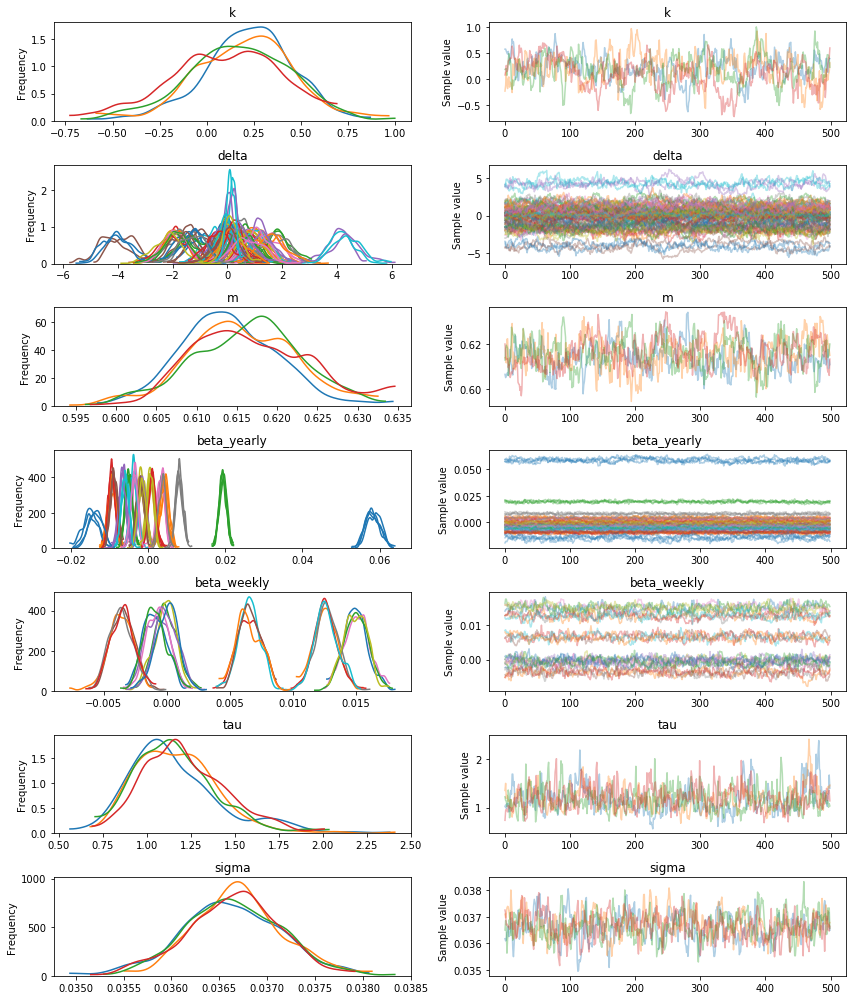 k
Frequency
0.0 0.5 1.0 1.5
−0.75 −0.50 −0.25 0.00 0.25 0.50 0.75 1.00
k
Sample value
−0.5 0.0 0.5 1.0
0 100 200 300 400 500
delta
Frequency
0 1 2
−6 −4 −2 0 2 4 6
delta
Sample value
−5 0 5
0 100 200 300 400 500
m
Frequency
0 20 40 60
0.595 0.600 0.605 0.610 0.615 0.620 0.625 0.630 0.635
m
Sample value
0.60 0.62
0 100 200 300 400 500
beta_yearly
Frequency
0 200 400
−0.02 0.00 0.02 0.04 0.06
beta_yearly
Sample value
0.000 0.025 0.050
0 100 200 300 400 500
beta_weekly
Frequency
0 200 400
−0.005 0.000 0.005 0.010 0.015
beta_weekly
Sample value
0.00 0.01
0 100 200 300 400 500
tau
Frequency
0.0 0.5 1.0 1.5
0.50 0.75 1.00 1.25 1.50 1.75 2.00 2.25 2.50
tau
Sample value
1 2
0 100 200 300 400 500
sigma
Frequency
0 500 1000
0.0350 0.0355 0.0360 0.0365 0.0370 0.0375 0.0380 0.0385
sigma
Sample value
0.035 0.036 0.037 0.038
0 100 200 300 400 500